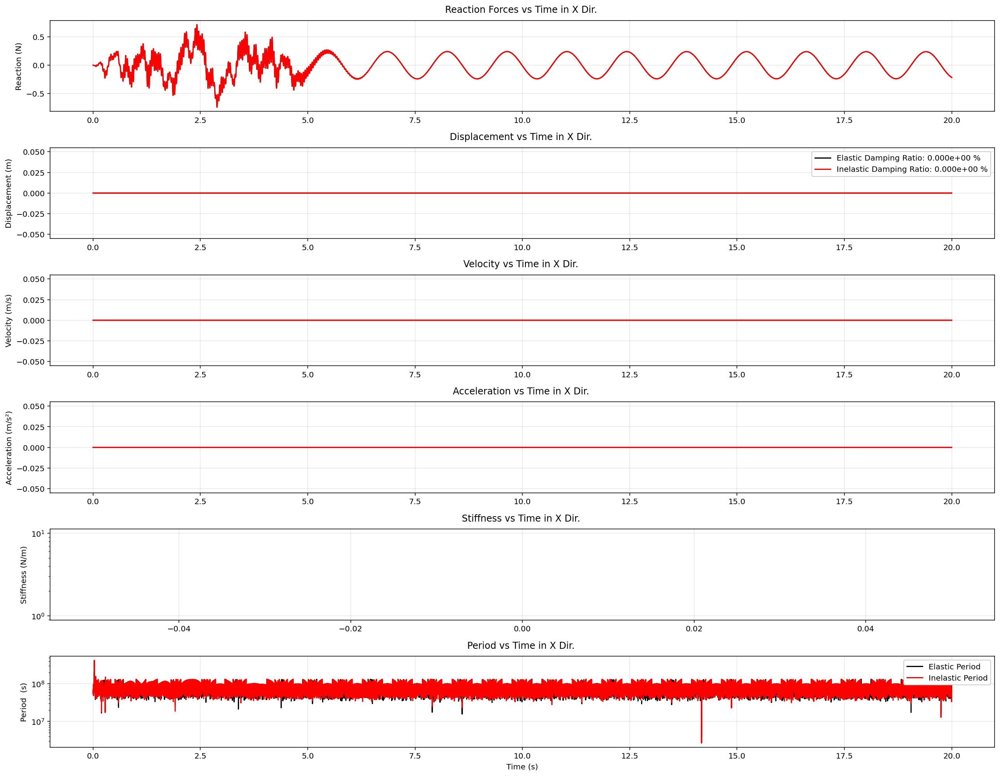 Reaction Forces vs Time in X Dir.
Reaction (N)
0.5
0.0
−0.5
0.0 2.5 5.0 7.5 10.0 12.5 15.0 17.5 20.0
Displacement vs Time in X Dir.
Displacement (m)
0.050
0.025
0.000
−0.025
−0.050
Elastic Damping Ratio: 0.000e+00 %
Inelastic Damping Ratio: 0.000e+00 %
0.0 2.5 5.0 7.5 10.0 12.5 15.0 17.5 20.0
Velocity vs Time in X Dir.
Velocity (m/s)
0.050
0.025
0.000
−0.025
−0.050
0.0 2.5 5.0 7.5 10.0 12.5 15.0 17.5 20.0
Acceleration vs Time in X Dir.
Acceleration (m/s²)
0.050
0.025
0.000
−0.025
−0.050
0.0 2.5 5.0 7.5 10.0 12.5 15.0 17.5 20.0
Stiffness vs Time in X Dir.
Stiffness (N/m)
10¹
10⁰
−0.04 −0.02 0.00 0.02 0.04
Period vs Time in X Dir.
Period (s)
10⁸
10⁷
Elastic Period
Inelastic Period
0.0 2.5 5.0 7.5 10.0 12.5 15.0 17.5 20.0
Time (s)